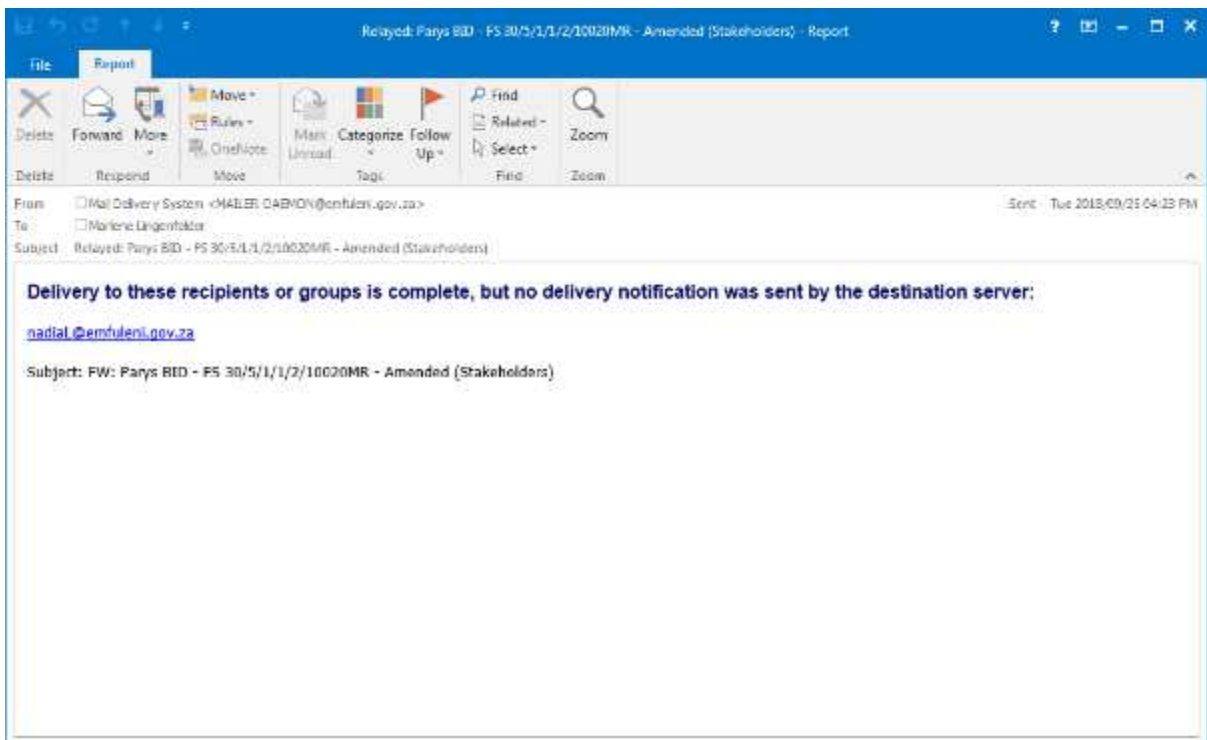 Relayed: Parys BID - FS 30/5/1/1/2/10020MR - Amended (Stakeholders) - Report
File Report
Delete Forward More Move Rules OneNote Mark Unread Categorize Follow Up Find Related Select Zoom
Delete Respond Move Tags Find Zoom
From Mail Delivery System <MAILER-DAEMON@emfuleni.gov.za> Sent Tue 2018/09/25 04:23 PM
To Marlene Lingenfelder
Subject Relayed: Parys BID - FS 30/5/1/1/2/10020MR - Amended (Stakeholders)
Delivery to these recipients or groups is complete, but no delivery notification was sent by the destination server:
nadiaL@emfuleni.gov.za
Subject: FW: Parys BID - FS 30/5/1/1/2/10020MR - Amended (Stakeholders)